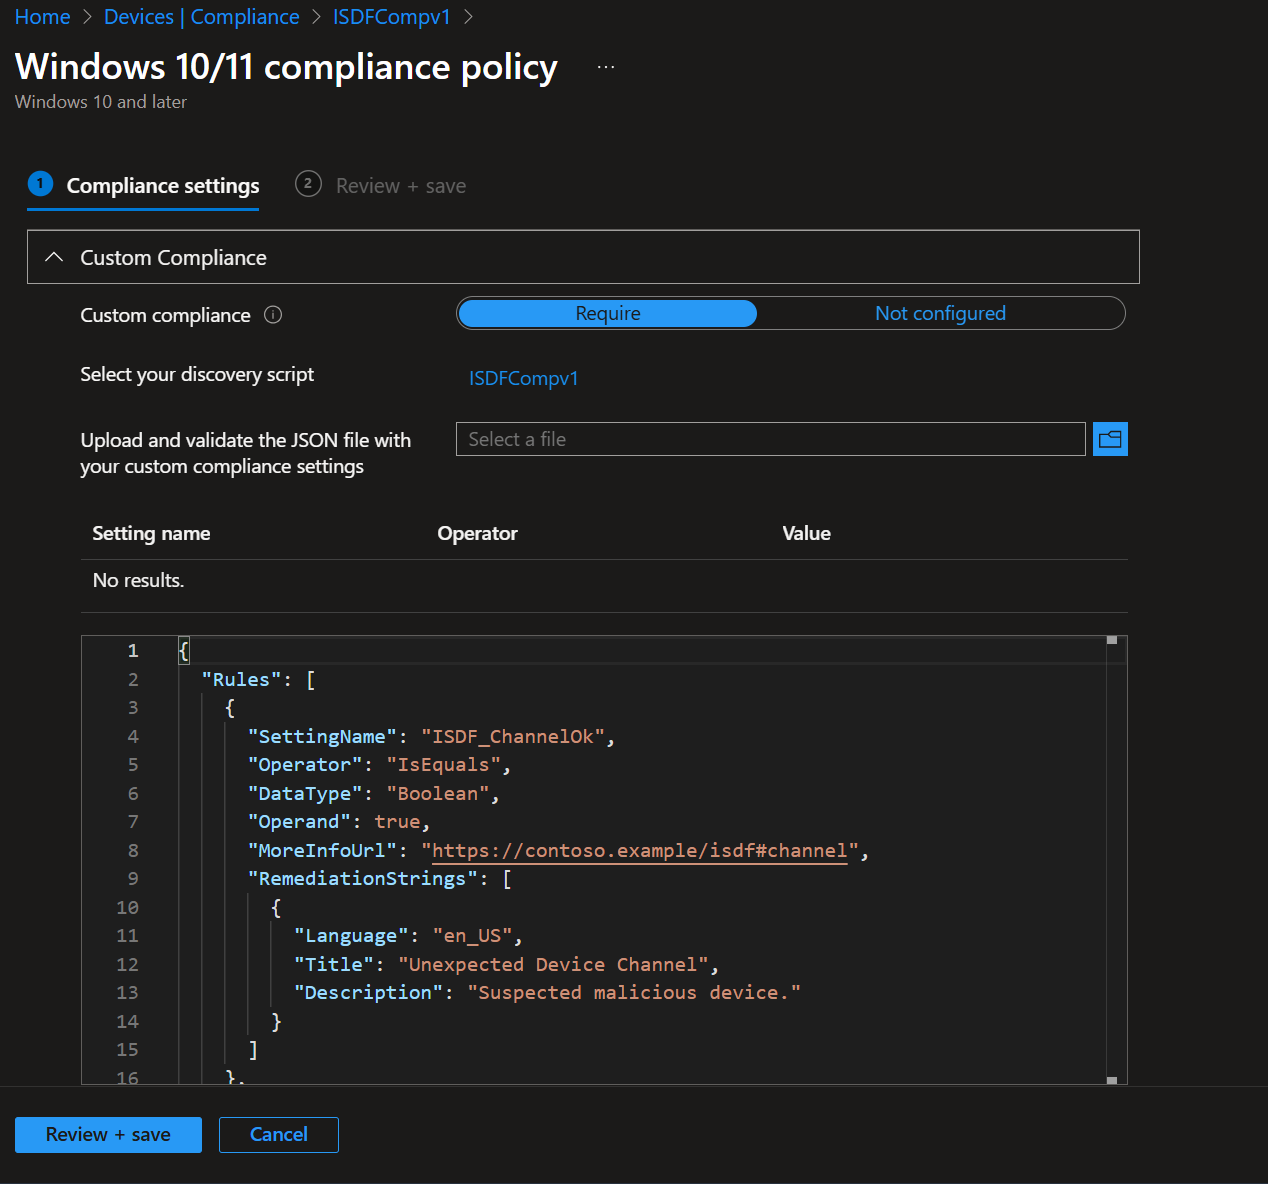 Home > Devices | Compliance > ISDFCompv1 >
Windows 10/11 compliance policy ...
Windows 10 and later
1 Compliance settings 2 Review + save
Custom Compliance
Custom compliance Require Not configured
Select your discovery script ISDFCompv1
Upload and validate the JSON file with your custom compliance settings Select a file
Setting name Operator Value
No results.
1 {
2 "Rules": [
3 {
4 "SettingName": "ISDF_ChannelOk",
5 "Operator": "IsEquals",
6 "DataType": "Boolean",
7 "Operand": true,
8 "MoreInfoUrl": "https://contoso.example/isdf#channel",
9 "RemediationStrings": [
10 {
11 "Language": "en_US",
12 "Title": "Unexpected Device Channel",
13 "Description": "Suspected malicious device."
14 }
15 ]
16 },
Review + save Cancel